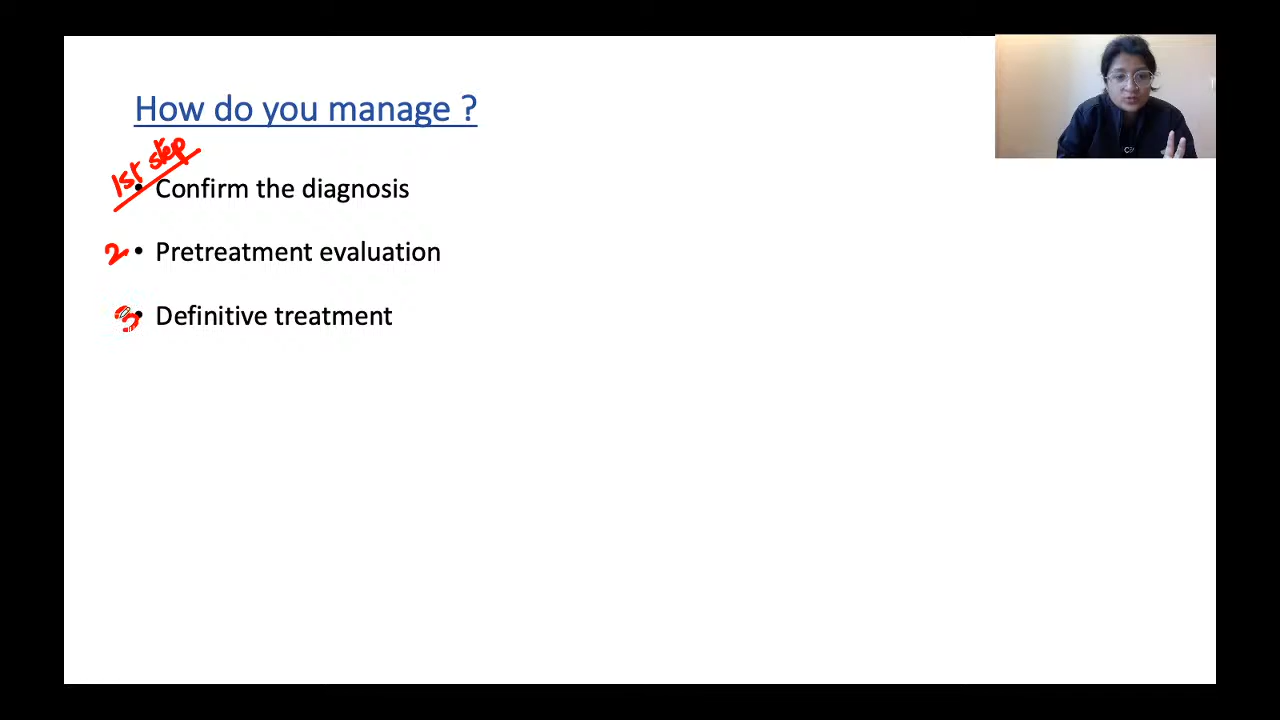 How do you manage ?
1st step
• Confirm the diagnosis
2 • Pretreatment evaluation
3 • Definitive treatment